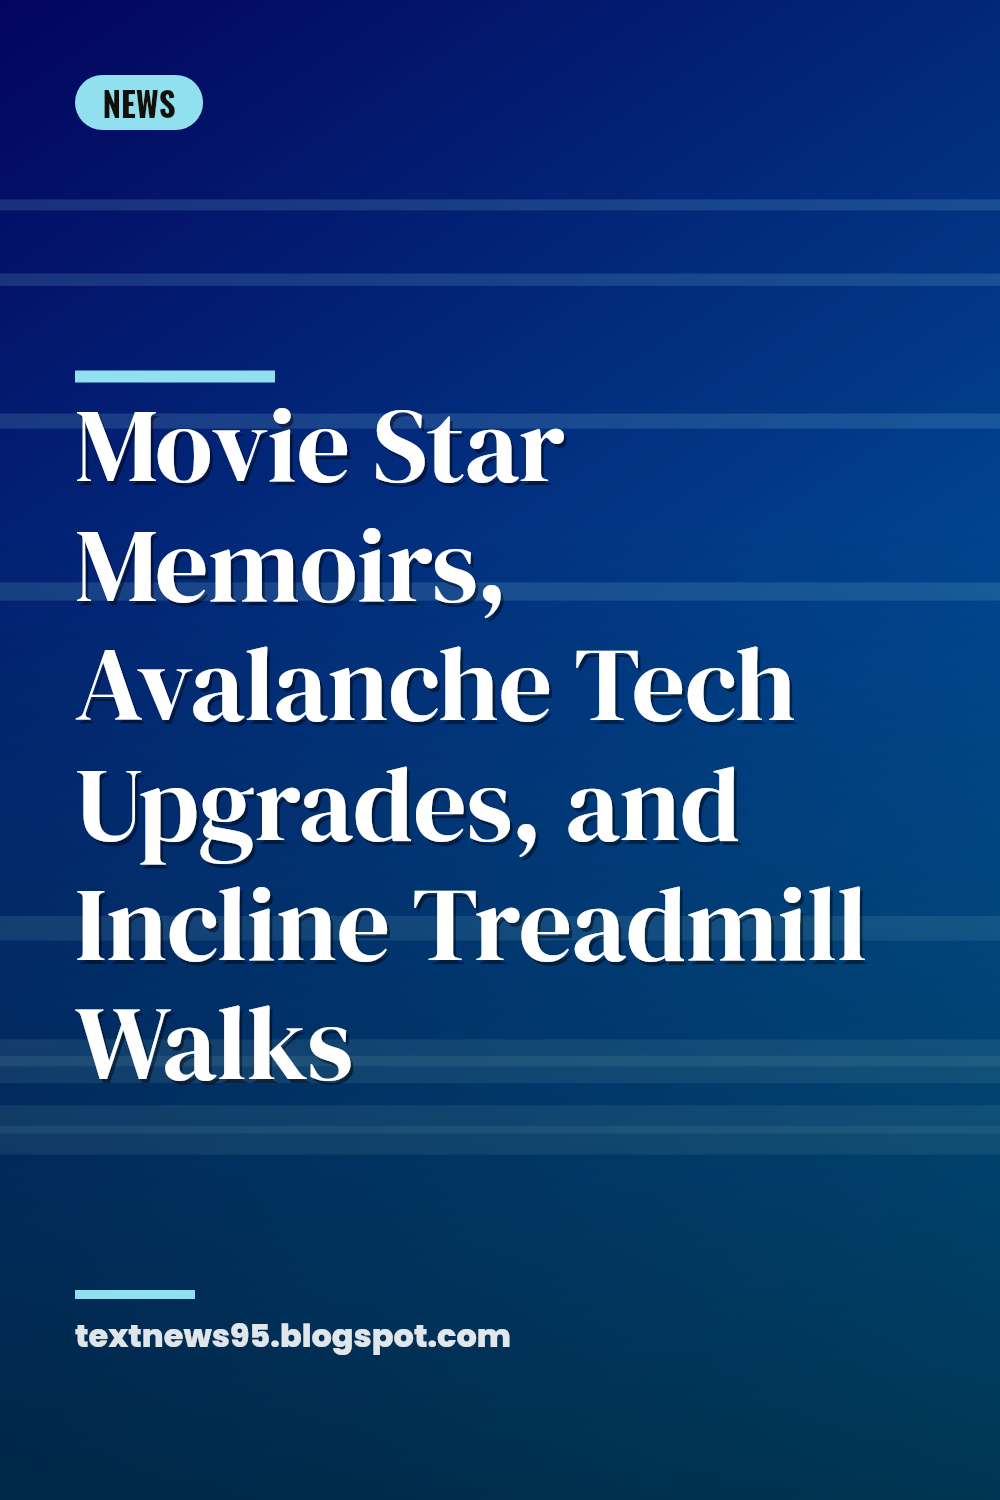 NEWS
Movie Star
Memoirs,
Avalanche Tech
Upgrades, and
Incline Treadmill
Walks
textnews95.blogspot.com